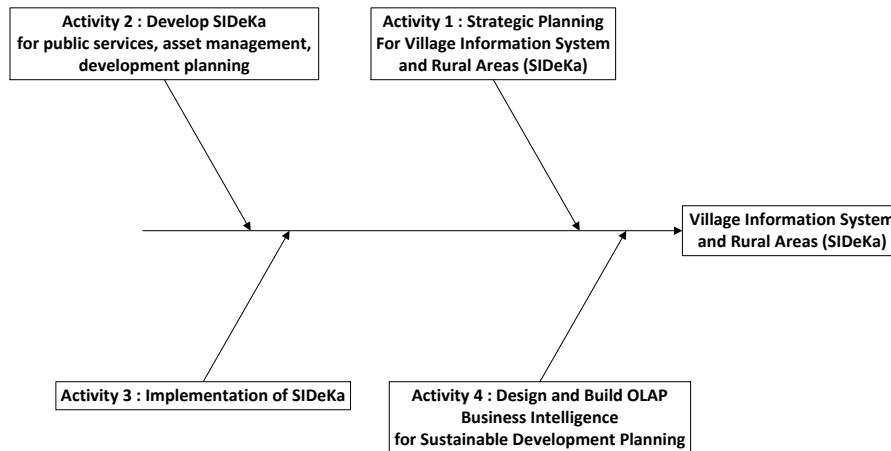 Activity 2 : Develop SIDeKa
for public services, asset management,
development planning
Activity 1 : Strategic Planning
For Village Information System
and Rural Areas (SIDeKa)
Village Information System
and Rural Areas (SIDeKa)
Activity 3 : Implementation of SIDeKa
Activity 4 : Design and Build OLAP
Business Intelligence
for Sustainable Development Planning